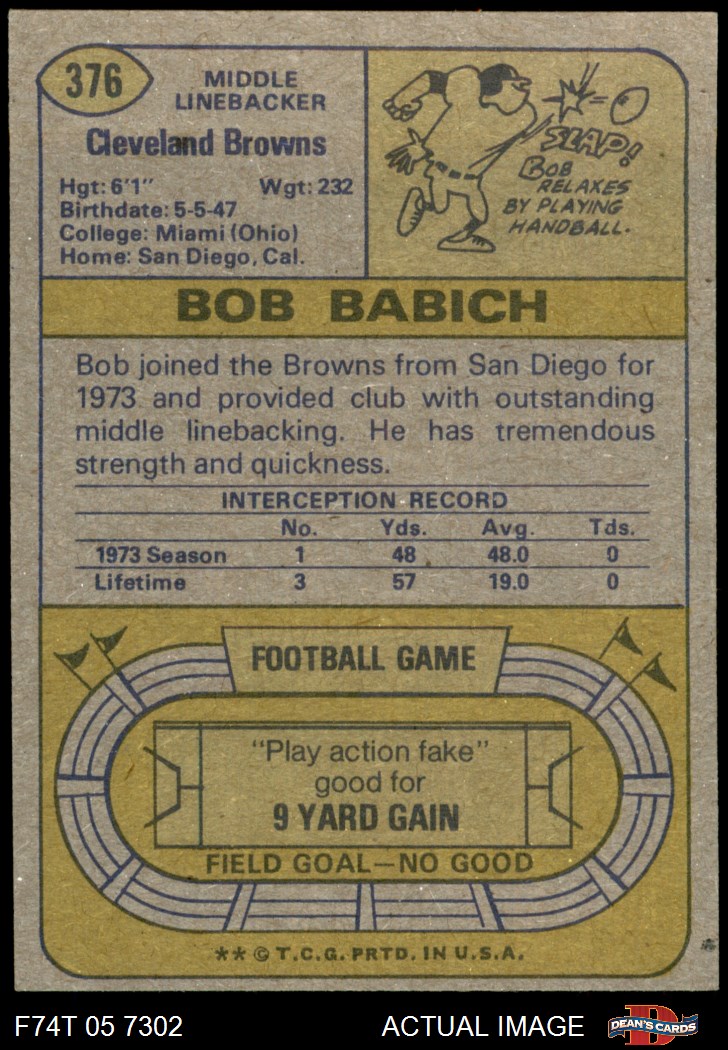 376
MIDDLE
LINEBACKER
Cleveland Browns
Hgt: 6'1" Wgt: 232
Birthdate: 5-5-47
College: Miami (Ohio)
Home: San Diego, Cal.
SLAP!
BOB
RELAXES
BY PLAYING
HANDBALL.
BOB BABICH
Bob joined the Browns from San Diego for
1973 and provided club with outstanding
middle linebacking. He has tremendous
strength and quickness.
INTERCEPTION RECORD
No. Yds. Avg. Tds.
1973 Season 1 48 48.0 0
Lifetime 3 57 19.0 0
FOOTBALL GAME
"Play action fake"
good for
9 YARD GAIN
FIELD GOAL—NO GOOD
** © T.C.G. PRTD. IN U.S.A.
F74T 05 7302 ACTUAL IMAGE
D
DEAN'S CARDS